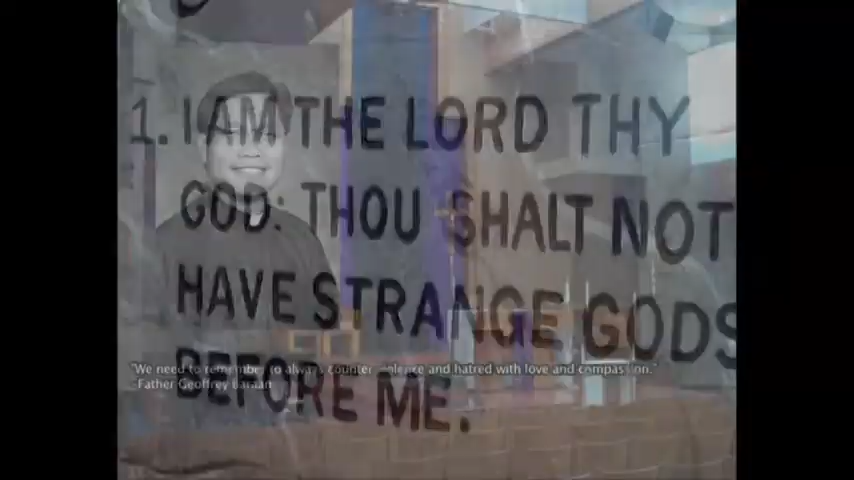 1. I AM THE LORD THY
GOD: THOU SHALT NOT
HAVE STRANGE GODS
BEFORE ME.
"We need to remember to always counter violence and hatred with love and compassion."
-Father Geoffrey Baraan